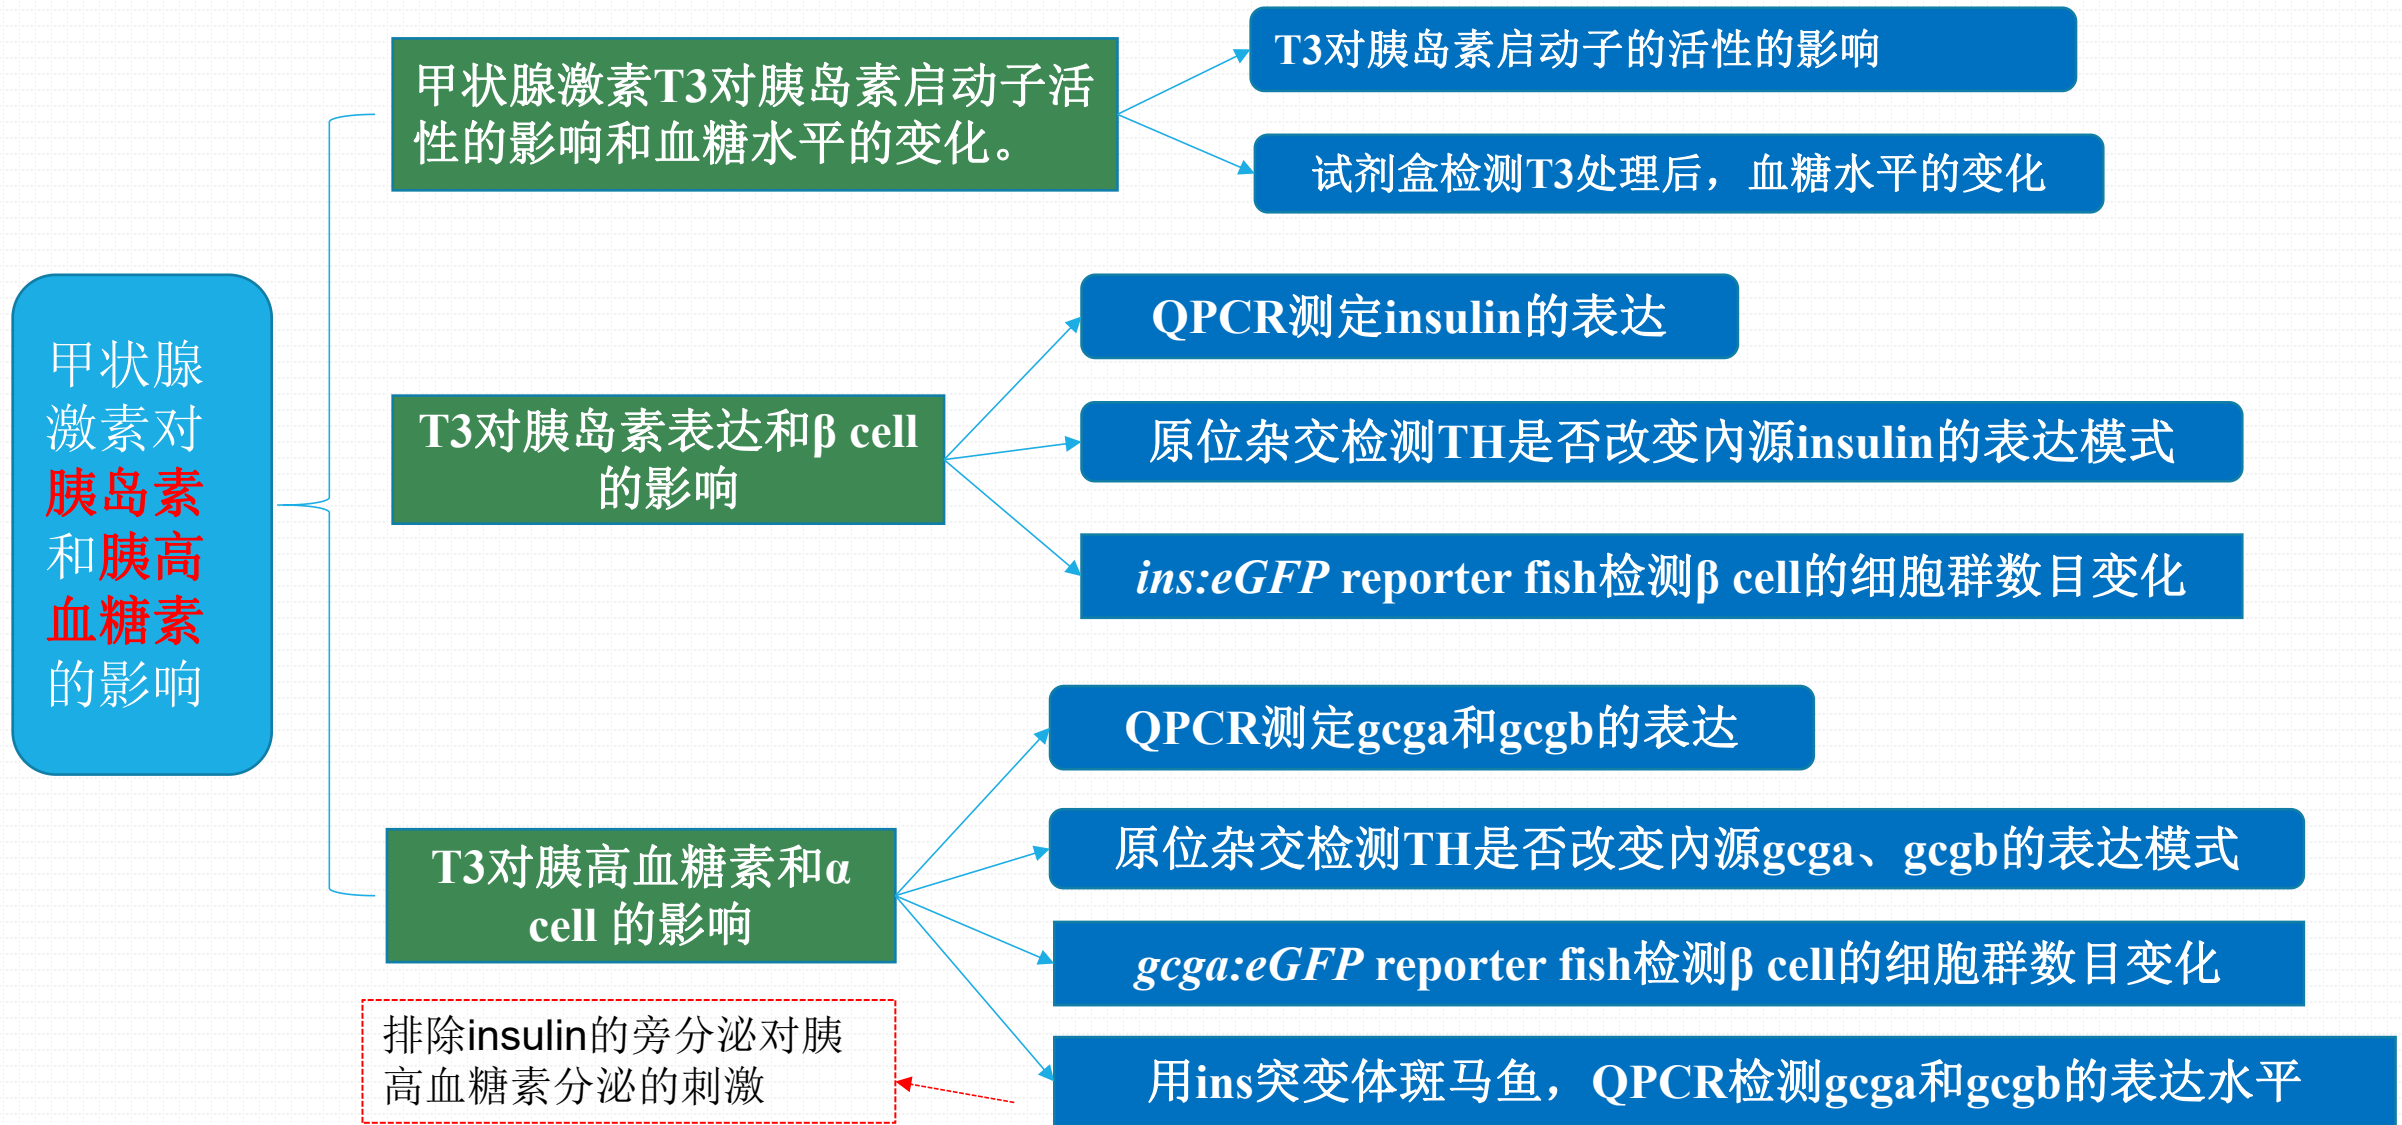 甲状腺
激素对
胰岛素
和胰高
血糖素
的影响
甲状腺激素T3对胰岛素启动子活
性的影响和血糖水平的变化。
T3对胰岛素启动子的活性的影响
试剂盒检测T3处理后，血糖水平的变化
T3对胰岛素表达和β cell
的影响
QPCR测定insulin的表达
原位杂交检测TH是否改变内源insulin的表达模式
ins:eGFP reporter fish检测β cell的细胞群数目变化
T3对胰高血糖素和α
cell 的影响
QPCR测定gcga和gcgb的表达
原位杂交检测TH是否改变内源gcga、gcgb的表达模式
gcga:eGFP reporter fish检测β cell的细胞群数目变化
用ins突变体斑马鱼，QPCR检测gcga和gcgb的表达水平
排除insulin的旁分泌对胰
高血糖素分泌的刺激